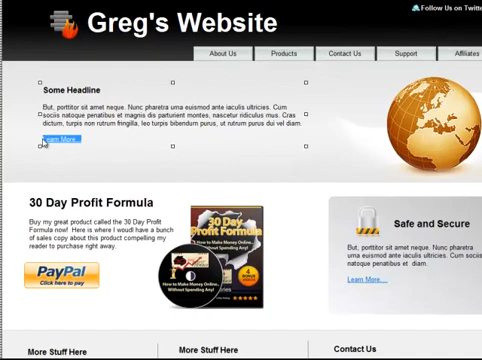 Follow Us on Twitte
Greg's Website
About Us
Products
Contact Us
Support
Affiliates
Some Headline
But, porttitor sit amet neque. Nunc pharetra urna euismod ante iaculis ultricies. Cum
sociis natoque penatibus et magnis dis parturient montes, nascetur ridiculus mus. Cras
dictum, turpis non rutrum fringilla, leo turpis bibendum purus, ut rutrum purus dui vel diam.
Learn More...
30 Day Profit Formula
Buy my great product called the 30 Day Profit
Formula now! Here is where I woudl have a bunch
of sales copy about this product compelling my
reader to purchase right away.
PayPal
Click here to pay
30 Day
Profit Formula
How to Make Money Online..
Without Spending Any!
How to Make Money Online..
Without Spending Any!
4
BONUS
Safe and Secure
But, porttitor sit amet neque. Nunc pharetra
urna euismod ante iaculis ultricies. Cum sociis
natoque penatibus et diam.
Learn More....
More Stuff Here
More Stuff Here
Contact Us